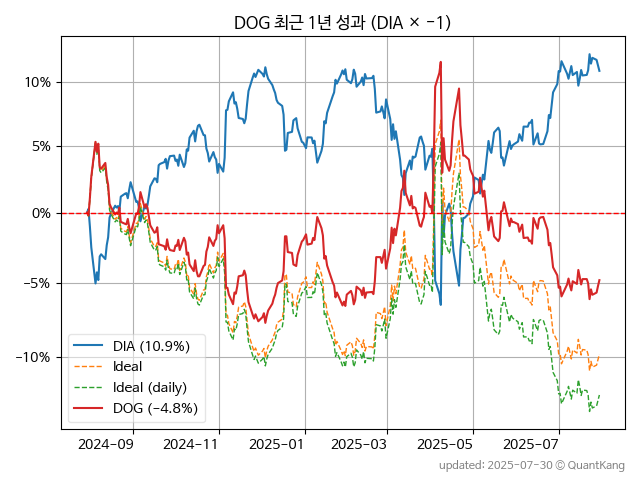 DOG 최근 1년 성과 (DIA × −1)
10%
5%
0%
−5%
−10%
DIA (10.9%)
Ideal
Ideal (daily)
DOG (−4.8%)
2024−09
2024−11
2025−01
2025−03
2025−05
2025−07
updated: 2025-07-30 © QuantKang